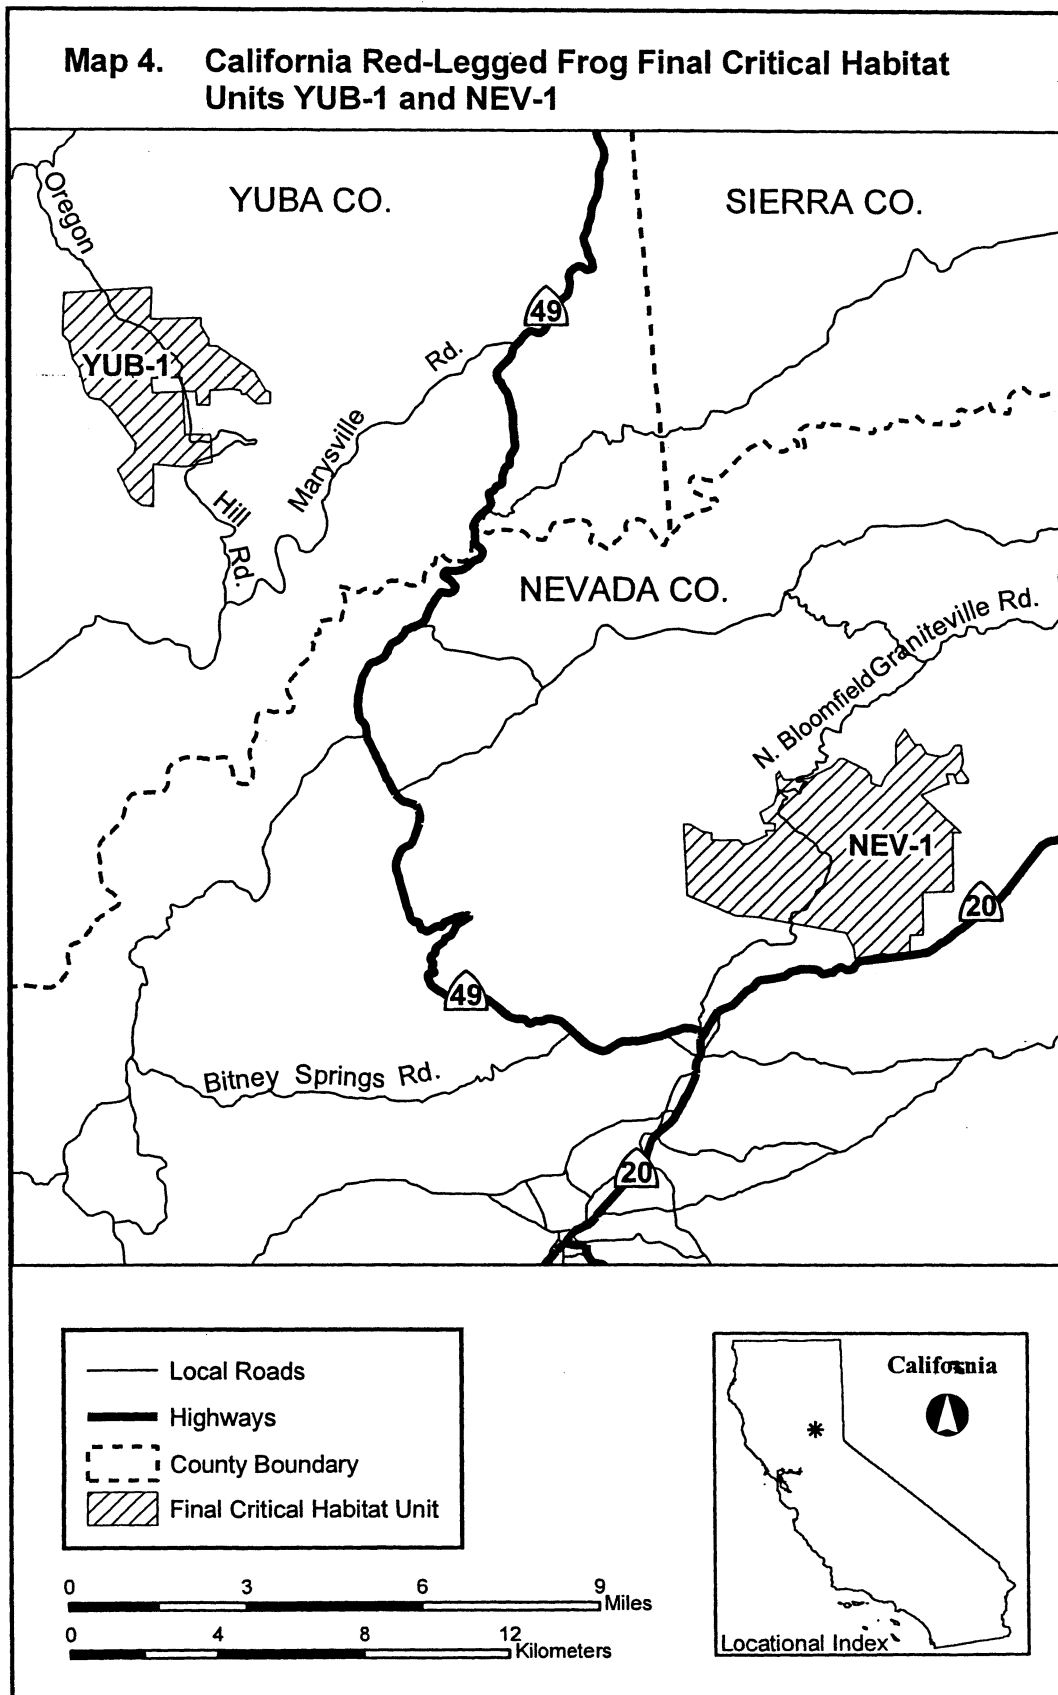 Map 4. California Red-Legged Frog Final Critical Habitat
Units YUB-1 and NEV-1
YUBA CO.
SIERRA CO.
Oregon
49
YUB-1
Rd.
Marysville
Hill
Rd.
NEVADA CO.
N. Bloomfield Graniteville Rd.
NEV-1
20
49
Bitney Springs Rd.
20
Local Roads
Highways
County Boundary
Final Critical Habitat Unit
California
Locational Index
0 3 6 9 Miles
0 4 8 12 Kilometers